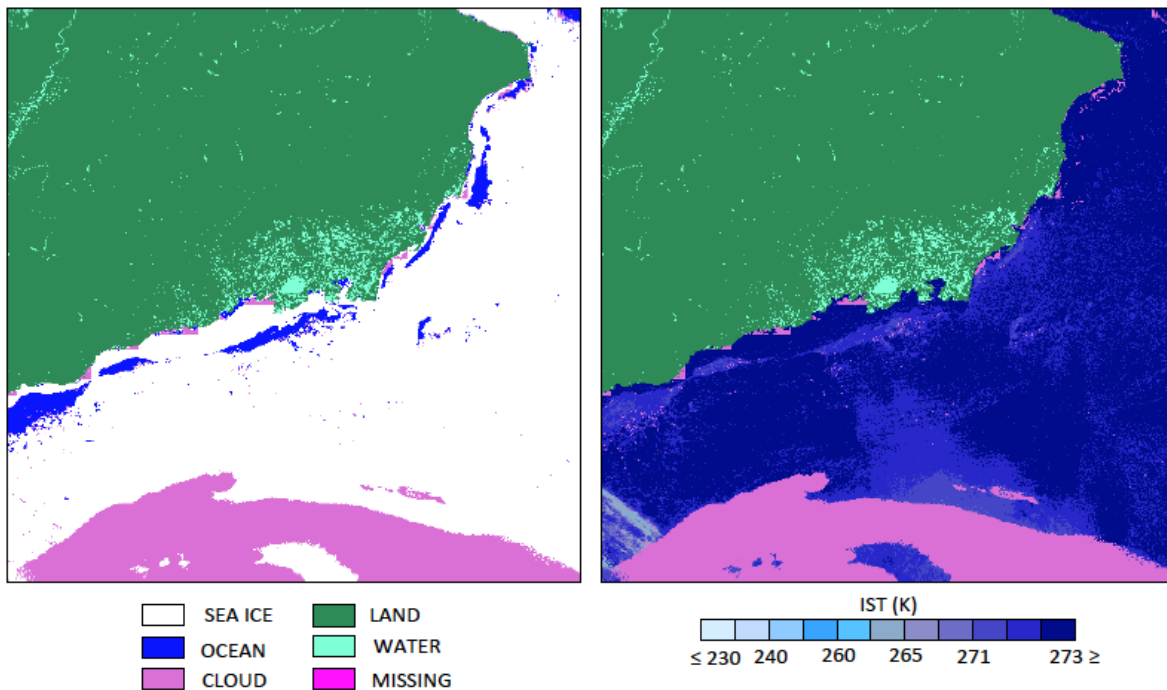 SEA ICE LAND
OCEAN WATER
CLOUD MISSING
IST (K)
≤ 230 240 260 265 271 273 ≥